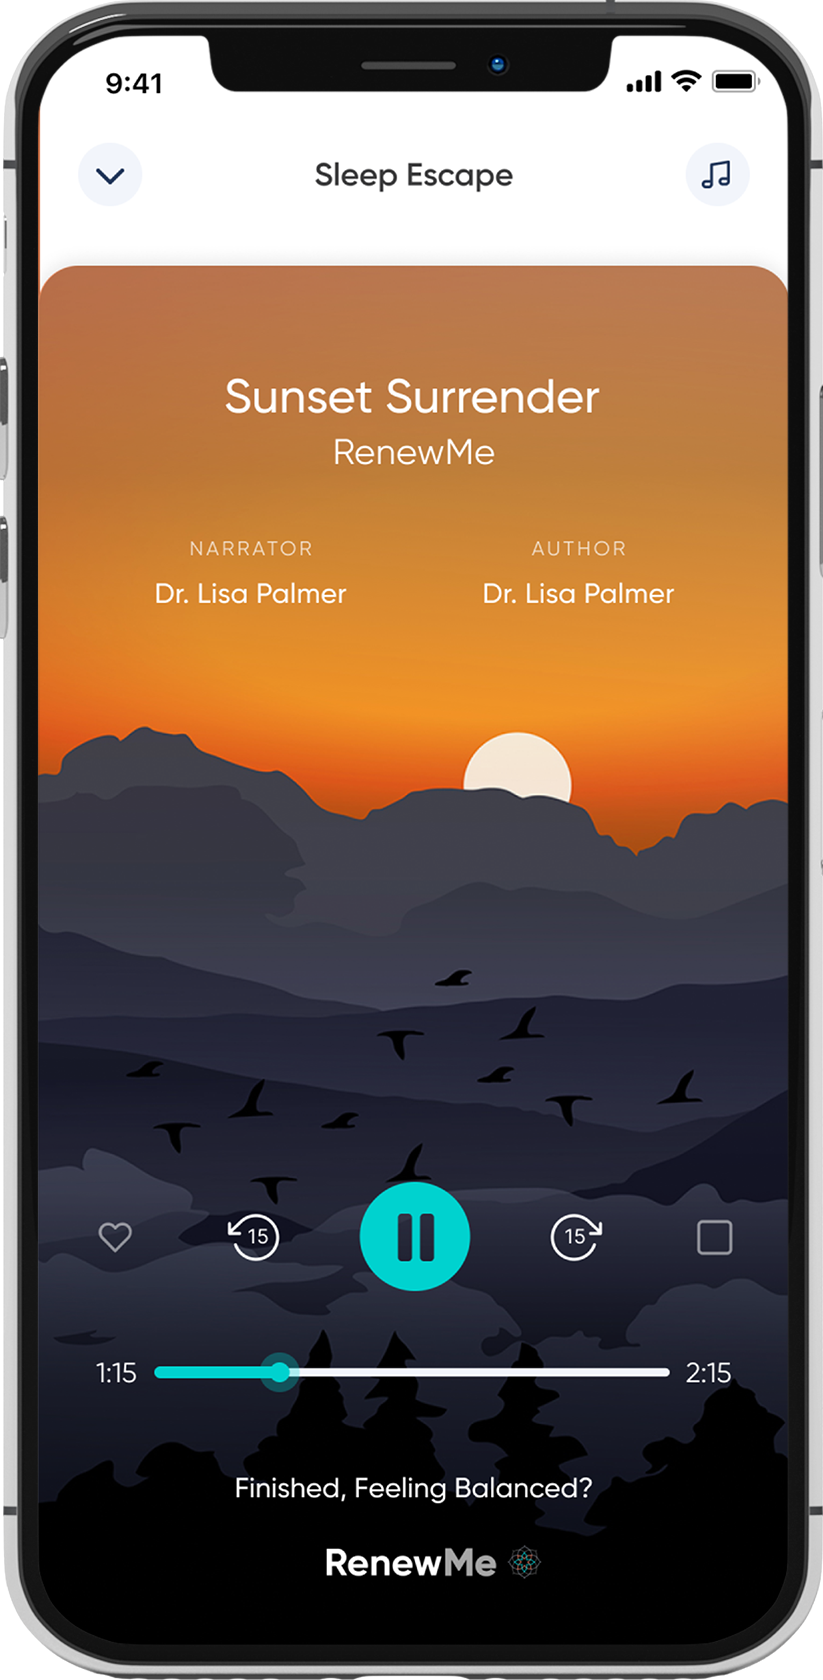 9:41
Sleep Escape
Sunset Surrender
RenewMe
NARRATOR AUTHOR
Dr. Lisa Palmer Dr. Lisa Palmer
15 15
1:15 2:15
Finished, Feeling Balanced?
RenewMe